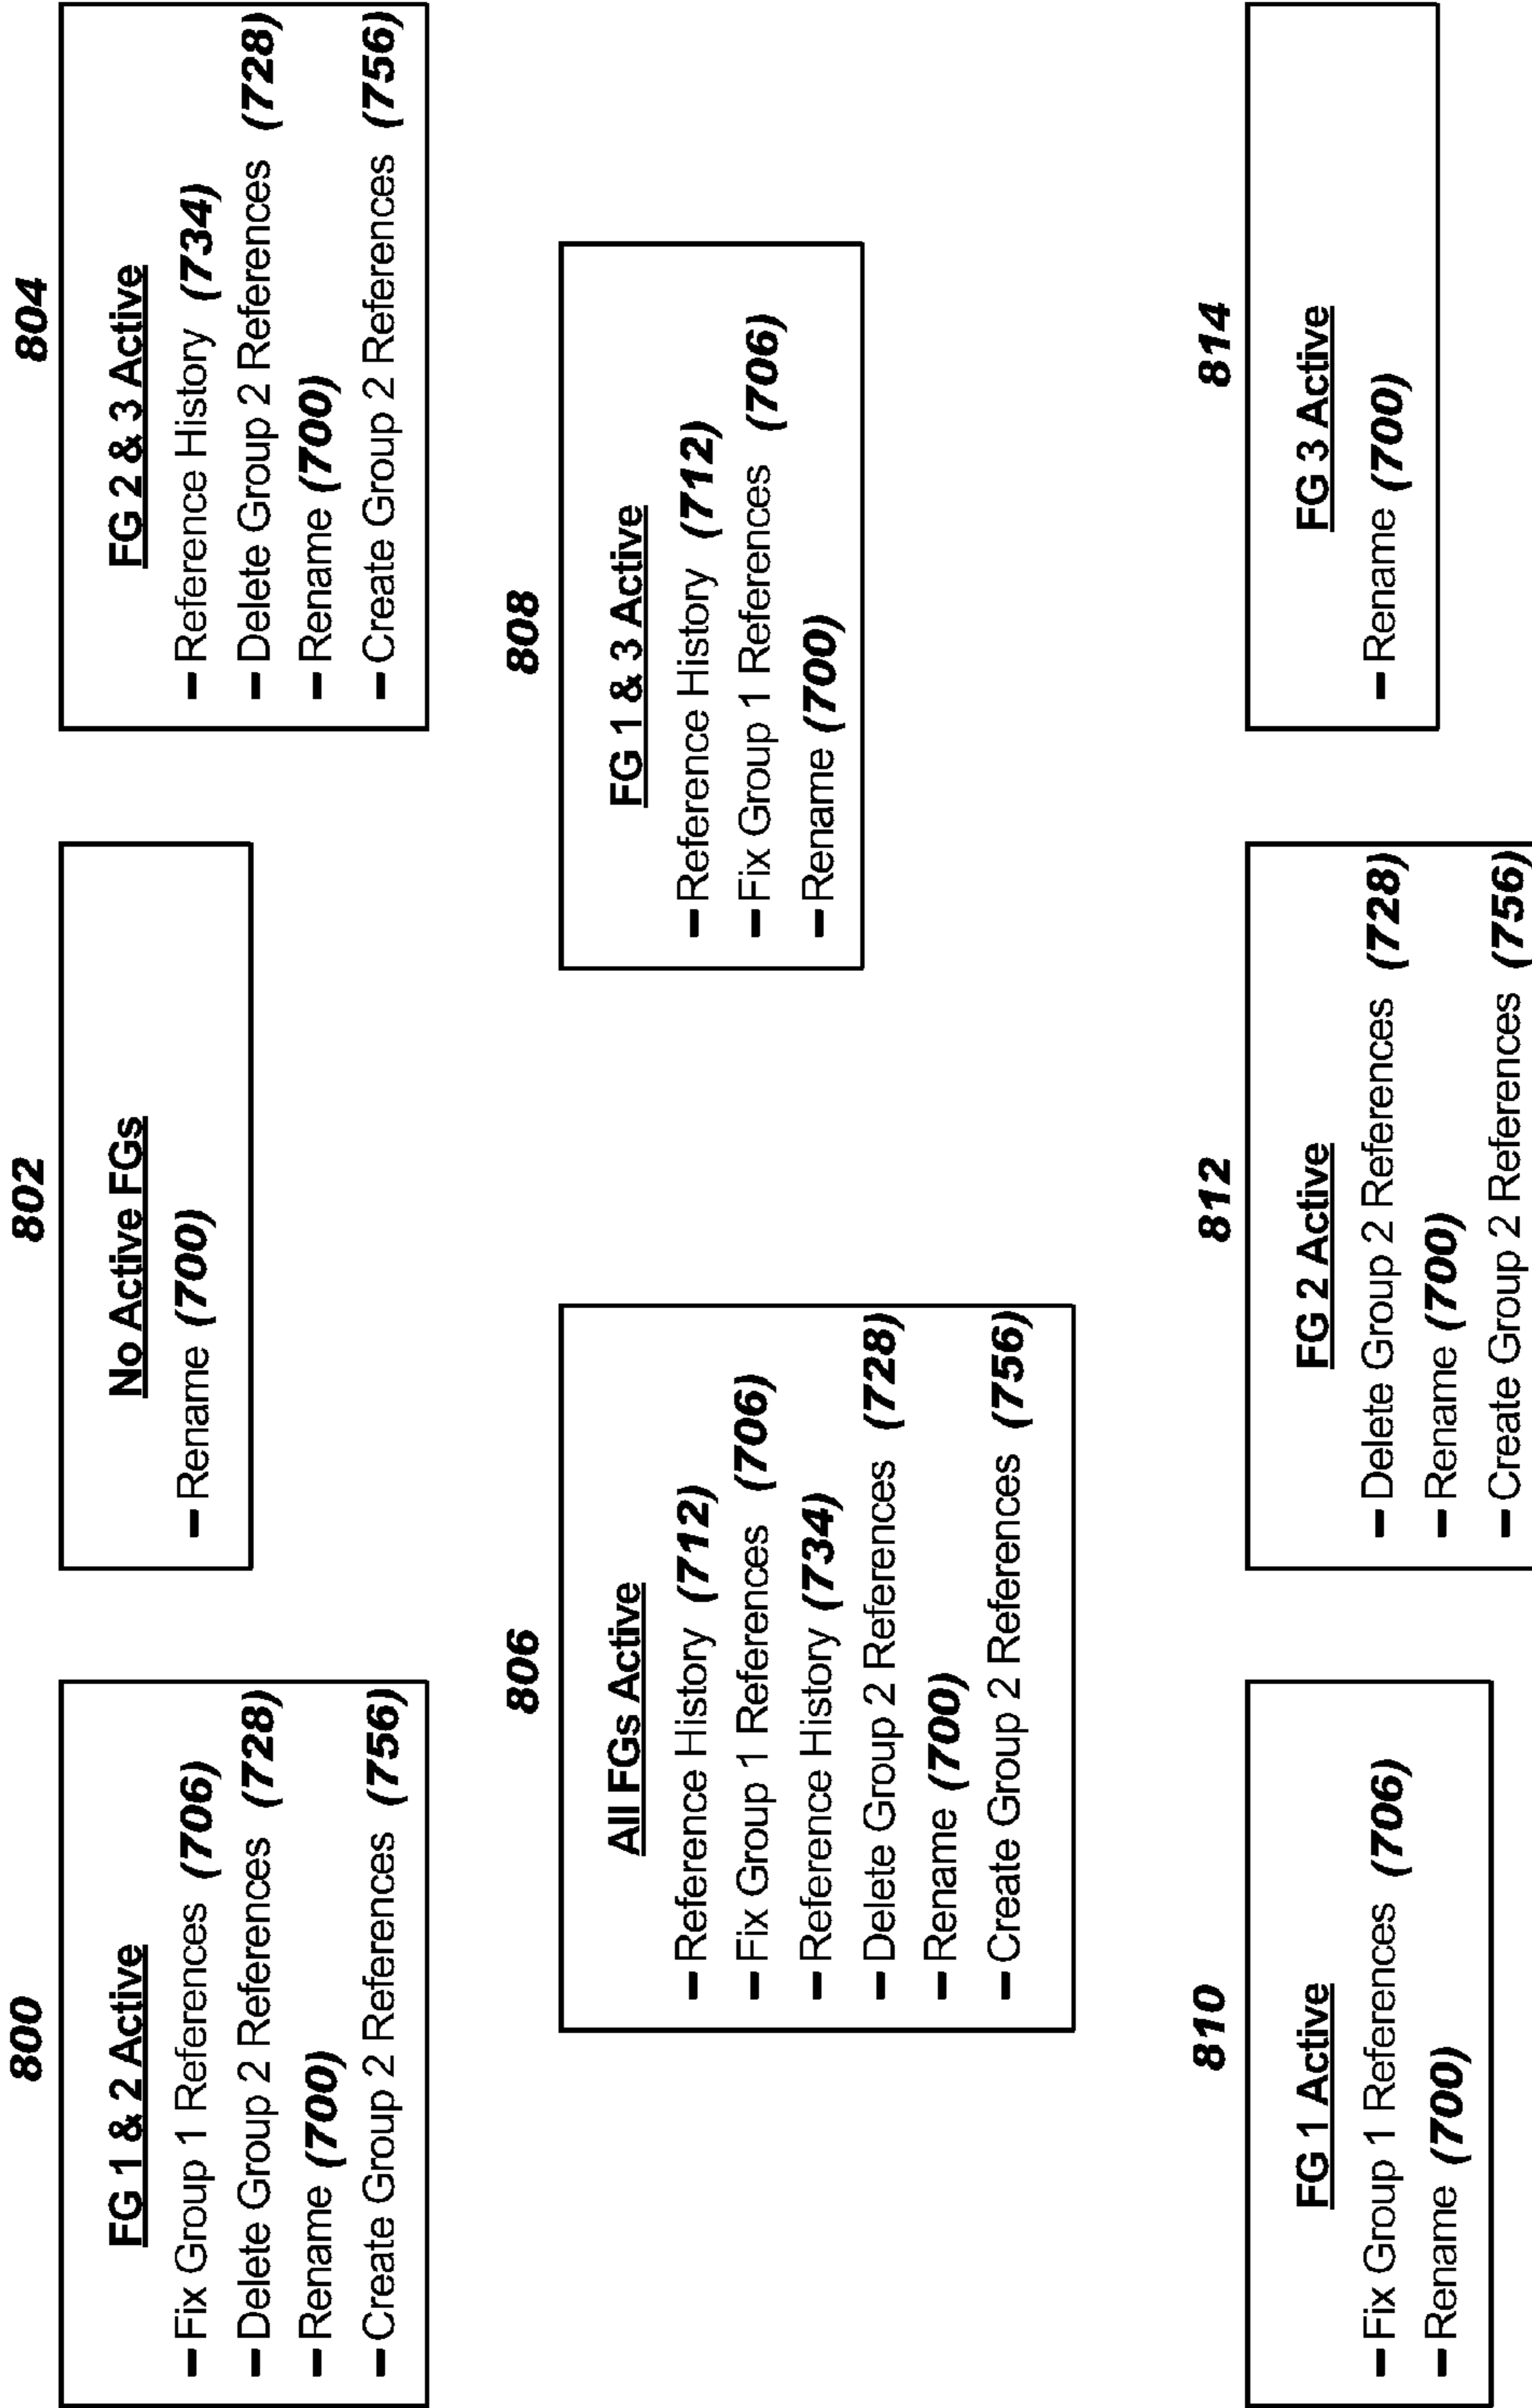 800
FG 1 & 2 Active
– Fix Group 1 References (706)
– Delete Group 2 References (728)
– Rename (700)
– Create Group 2 References (756)
802
No Active FGs
– Rename (700)
804
FG 2 & 3 Active
– Reference History (734)
– Delete Group 2 References (728)
– Rename (700)
– Create Group 2 References (756)
806
All FGs Active
– Reference History (712)
– Fix Group 1 References (706)
– Reference History (734)
– Delete Group 2 References (728)
– Rename (700)
– Create Group 2 References (756)
808
FG 1 & 3 Active
– Reference History (712)
– Fix Group 1 References (706)
– Rename (700)
810
FG 1 Active
– Fix Group 1 References (706)
– Rename (700)
812
FG 2 Active
– Delete Group 2 References (728)
– Rename (700)
– Create Group 2 References (756)
814
FG 3 Active
– Rename (700)